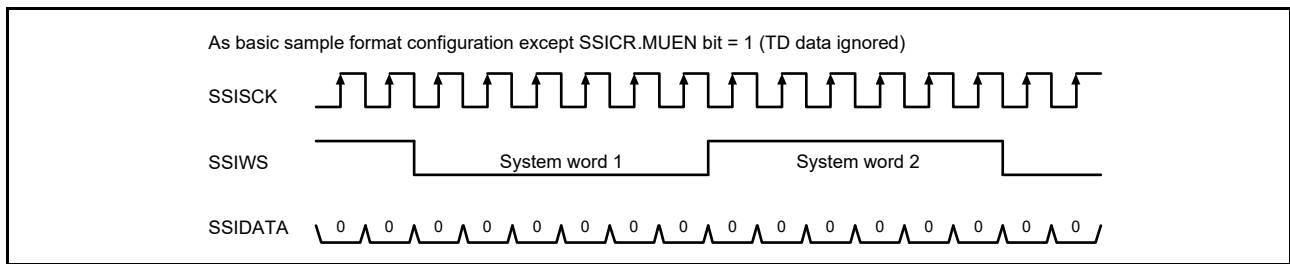 As basic sample format configuration except SSICR.MUEN bit = 1 (TD data ignored)
SSISCK
SSIWS System word 1 System word 2
SSIDATA 0 0 0 0 0 0 0 0 0 0 0 0 0 0 0 0